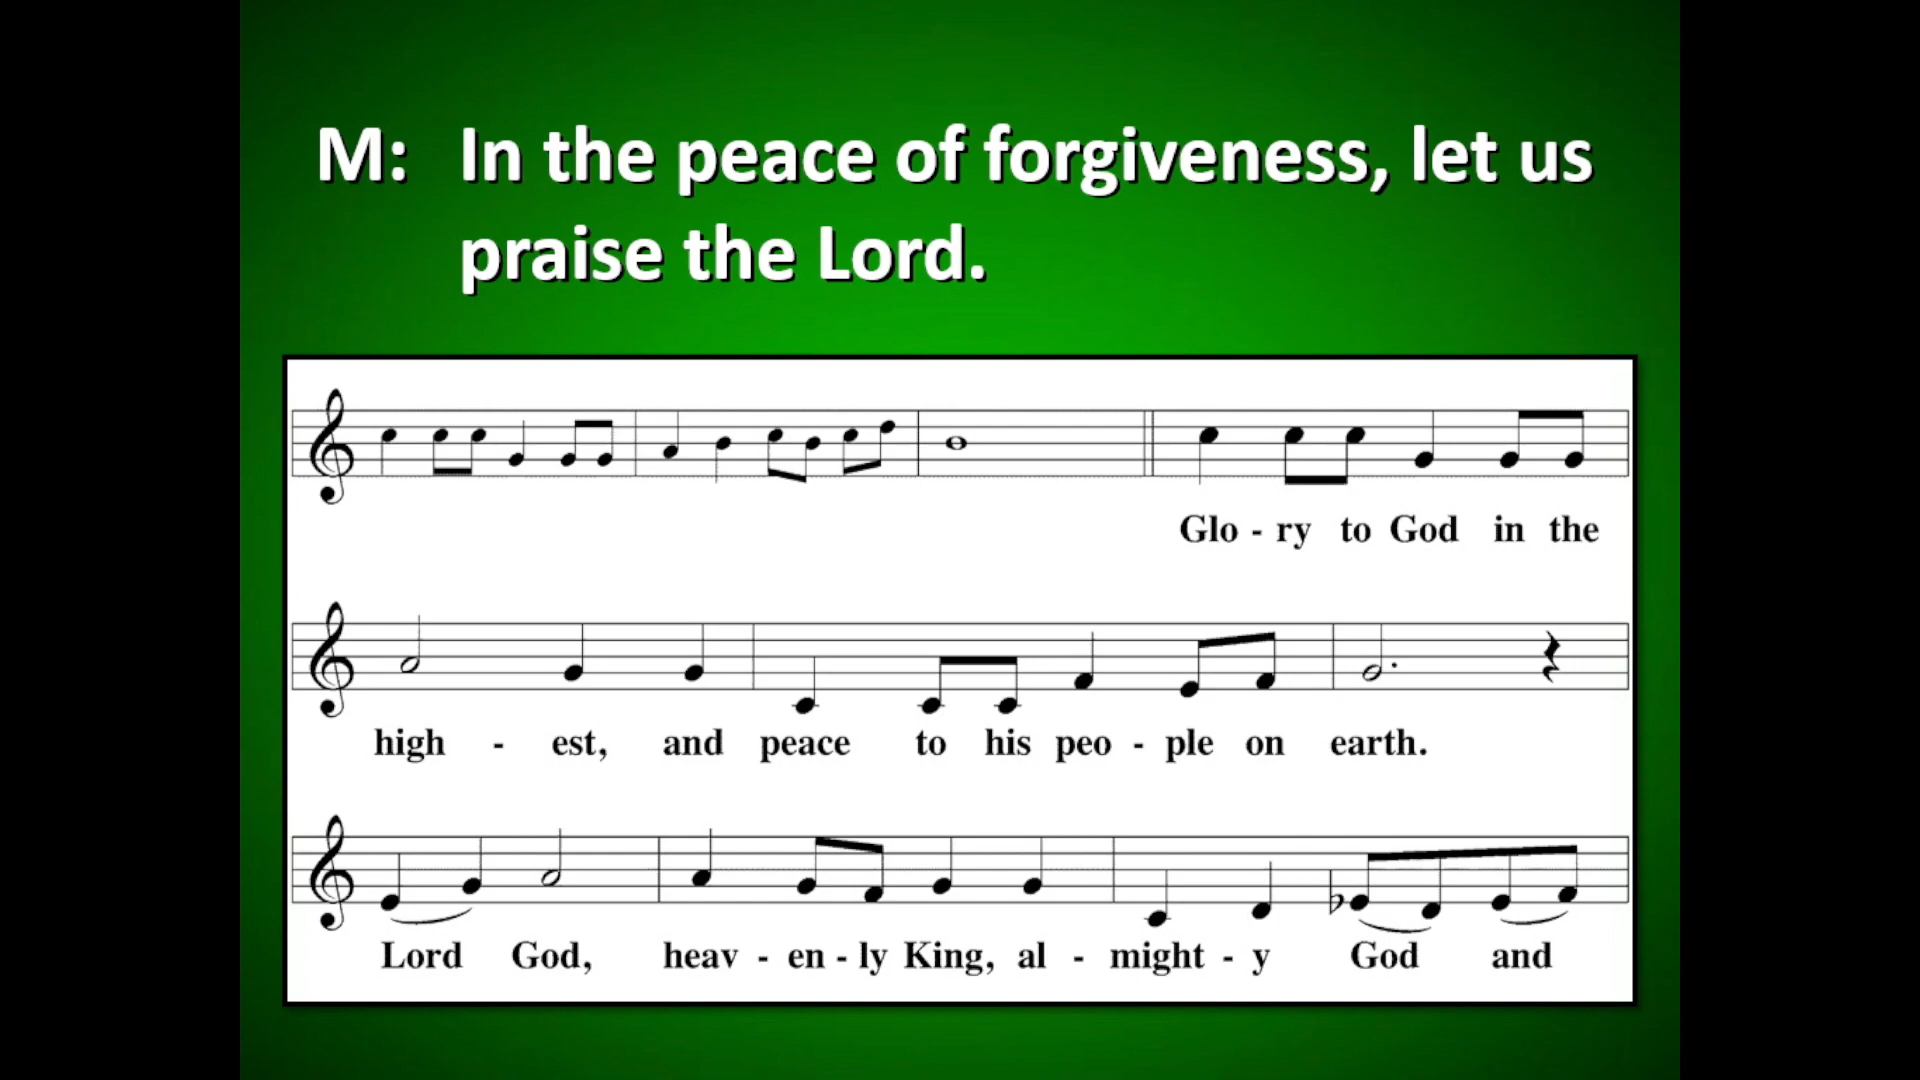 M: In the peace of forgiveness, let us
praise the Lord.
Glo - ry to God in the
high - est, and peace to his peo - ple on earth.
Lord God, heav - en - ly King, al - might - y God and